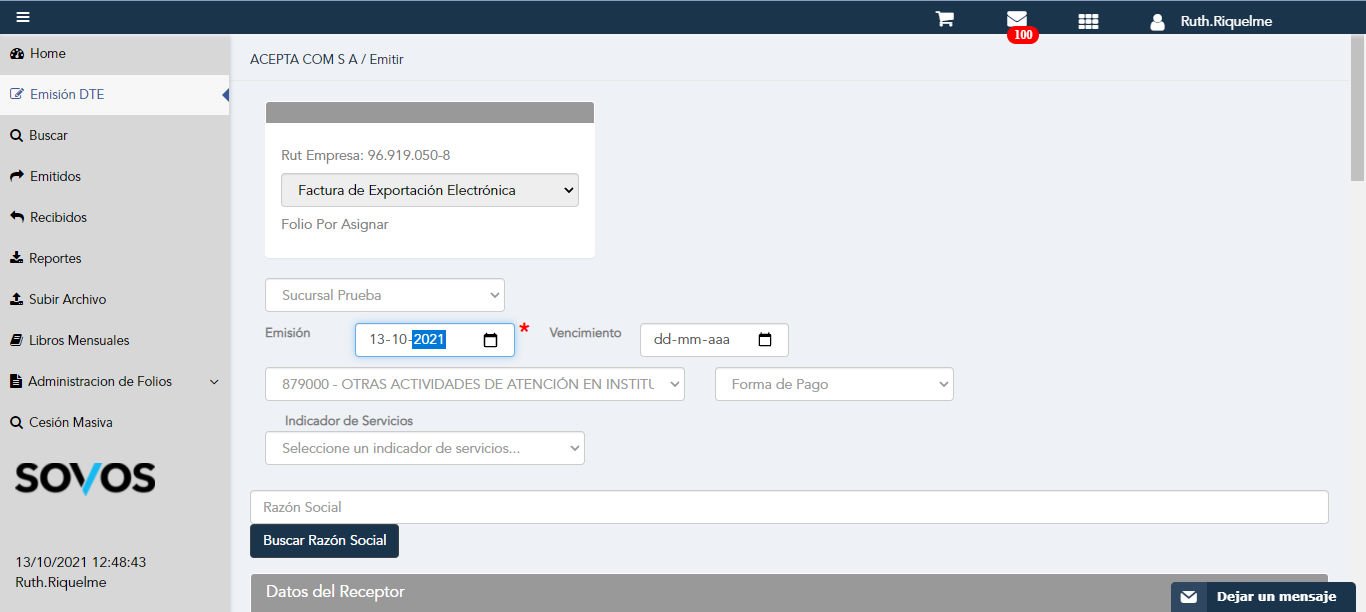 Ruth.Riquelme
100
Home
Emisión DTE
Buscar
Emitidos
Recibidos
Reportes
Subir Archivo
Libros Mensuales
Administracion de Folios
Cesión Masiva
SOVOS
13/10/2021 12:48:43
Ruth.Riquelme
ACEPTA COM S A / Emitir
Rut Empresa: 96.919.050-8
Factura de Exportación Electrónica
Folio Por Asignar
Sucursal Prueba
Emisión 13-10-2021 * Vencimiento dd-mm-aaa
879000 - OTRAS ACTIVIDADES DE ATENCIÓN EN INSTITU Forma de Pago
Indicador de Servicios
Seleccione un indicador de servicios...
Razón Social
Buscar Razón Social
Datos del Receptor
Dejar un mensaje